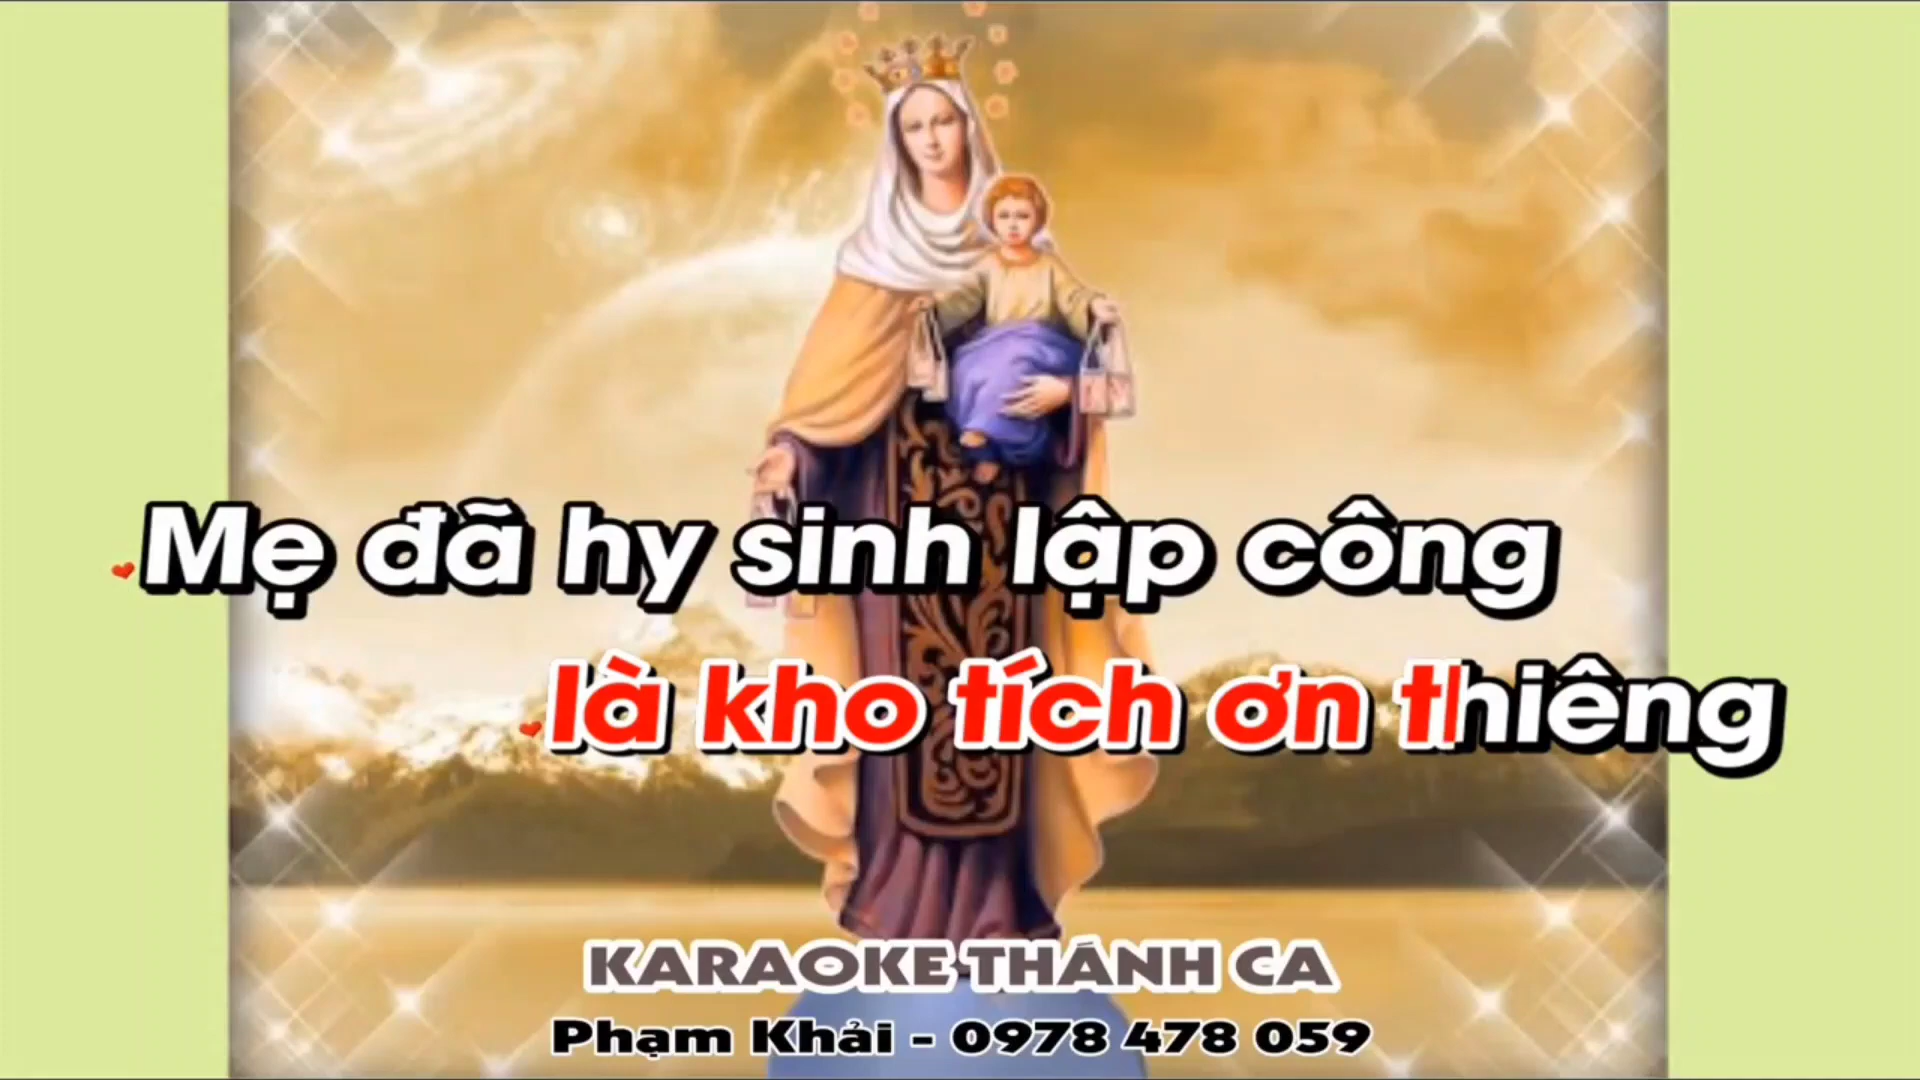 Mẹ đã hy sinh lập công
là kho tích ơn thiêng
KARAOKE THÁNH CA
Phạm Khải - 0978 478 059